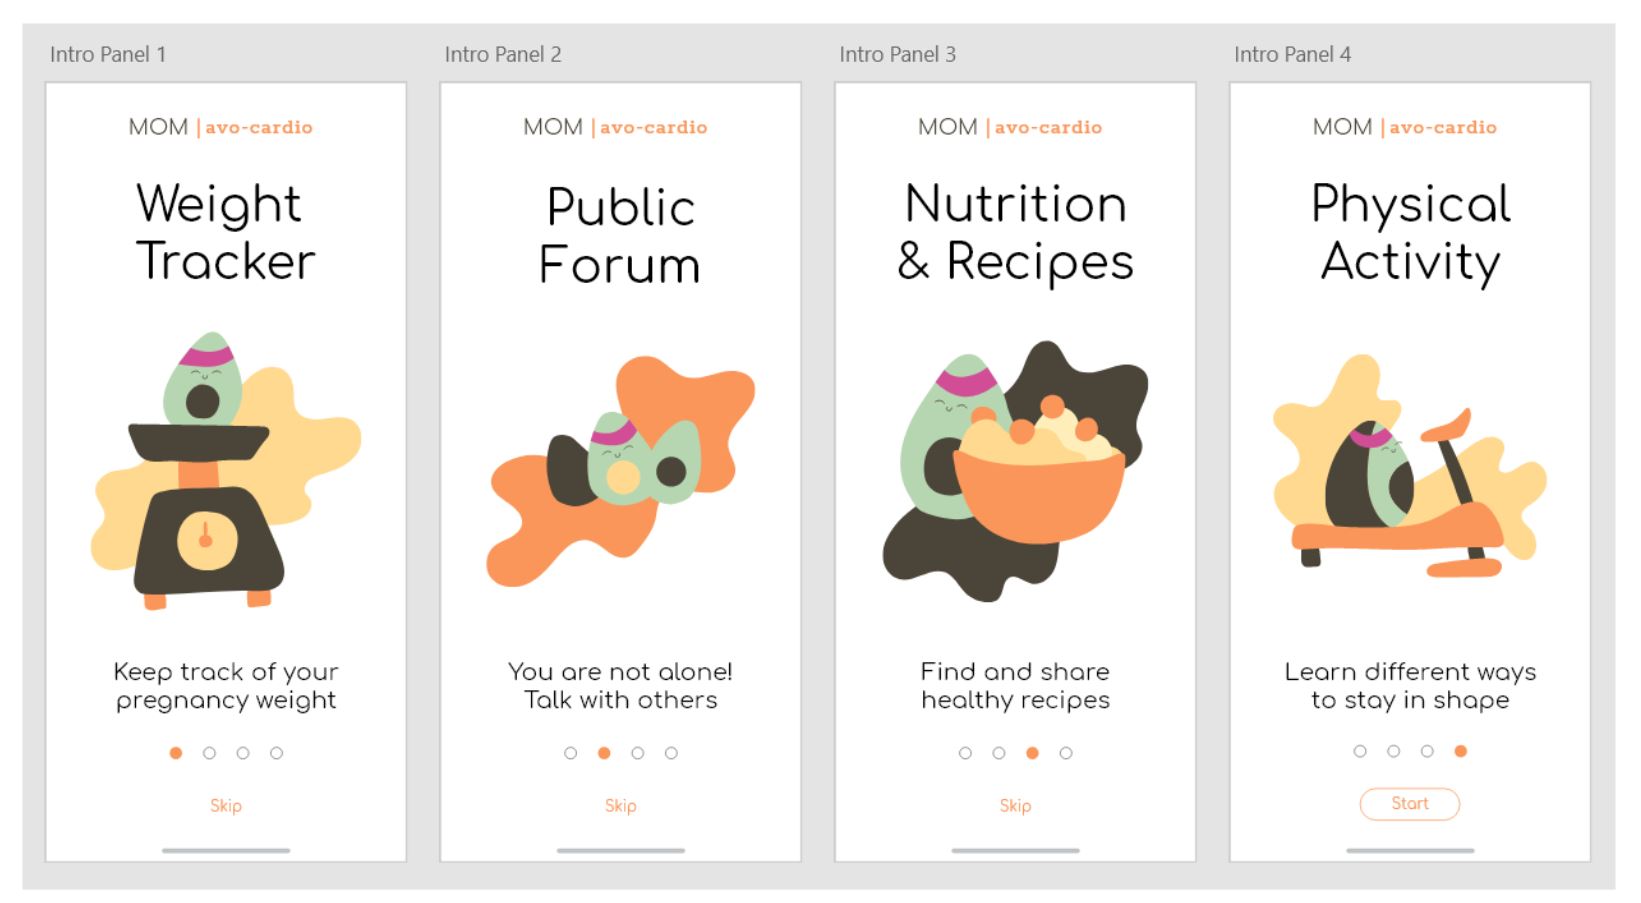 Intro Panel 1
MOM | avo-cardio
Weight
Tracker
Keep track of your
pregnancy weight
Skip
Intro Panel 2
MOM | avo-cardio
Public
Forum
You are not alone!
Talk with others
Skip
Intro Panel 3
MOM | avo-cardio
Nutrition
& Recipes
Find and share
healthy recipes
Skip
Intro Panel 4
MOM | avo-cardio
Physical
Activity
Learn different ways
to stay in shape
Start